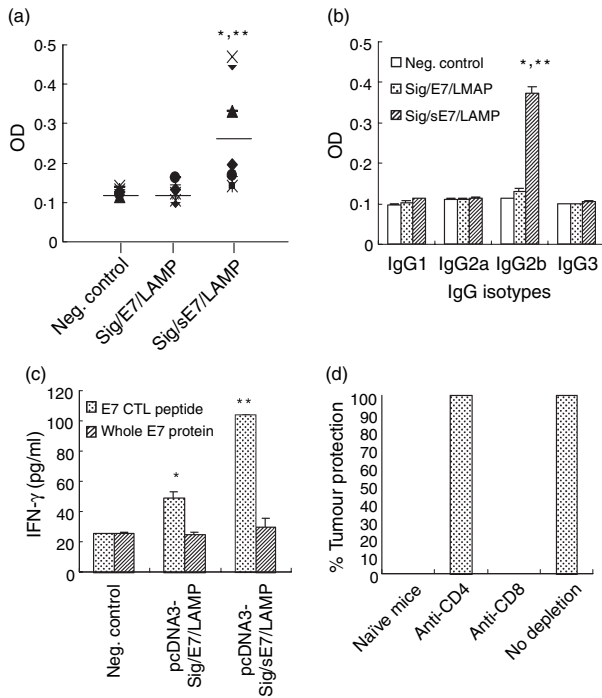 (a)
*,**
0·5
0·4
0·3
0·2
0·1
0
OD
Neg. control
Sig/E7/LAMP
Sig/sE7/LAMP
(b)
0·5
0·4
0·3
0·2
0·1
0
OD
Neg. control
Sig/E7/LMAP
Sig/sE7/LAMP
*,**
IgG1 IgG2a IgG2b IgG3
IgG isotypes
(c)
120
100
80
60
40
20
0
IFN-γ (pg/ml)
E7 CTL peptide
Whole E7 protein
*
**
Neg. control
pcDNA3-
Sig/E7/LAMP
pcDNA3-
Sig/sE7/LAMP
(d)
100
90
80
70
60
50
40
30
20
10
0
% Tumour protection
Naïve mice
Anti-CD4
Anti-CD8
No depletion